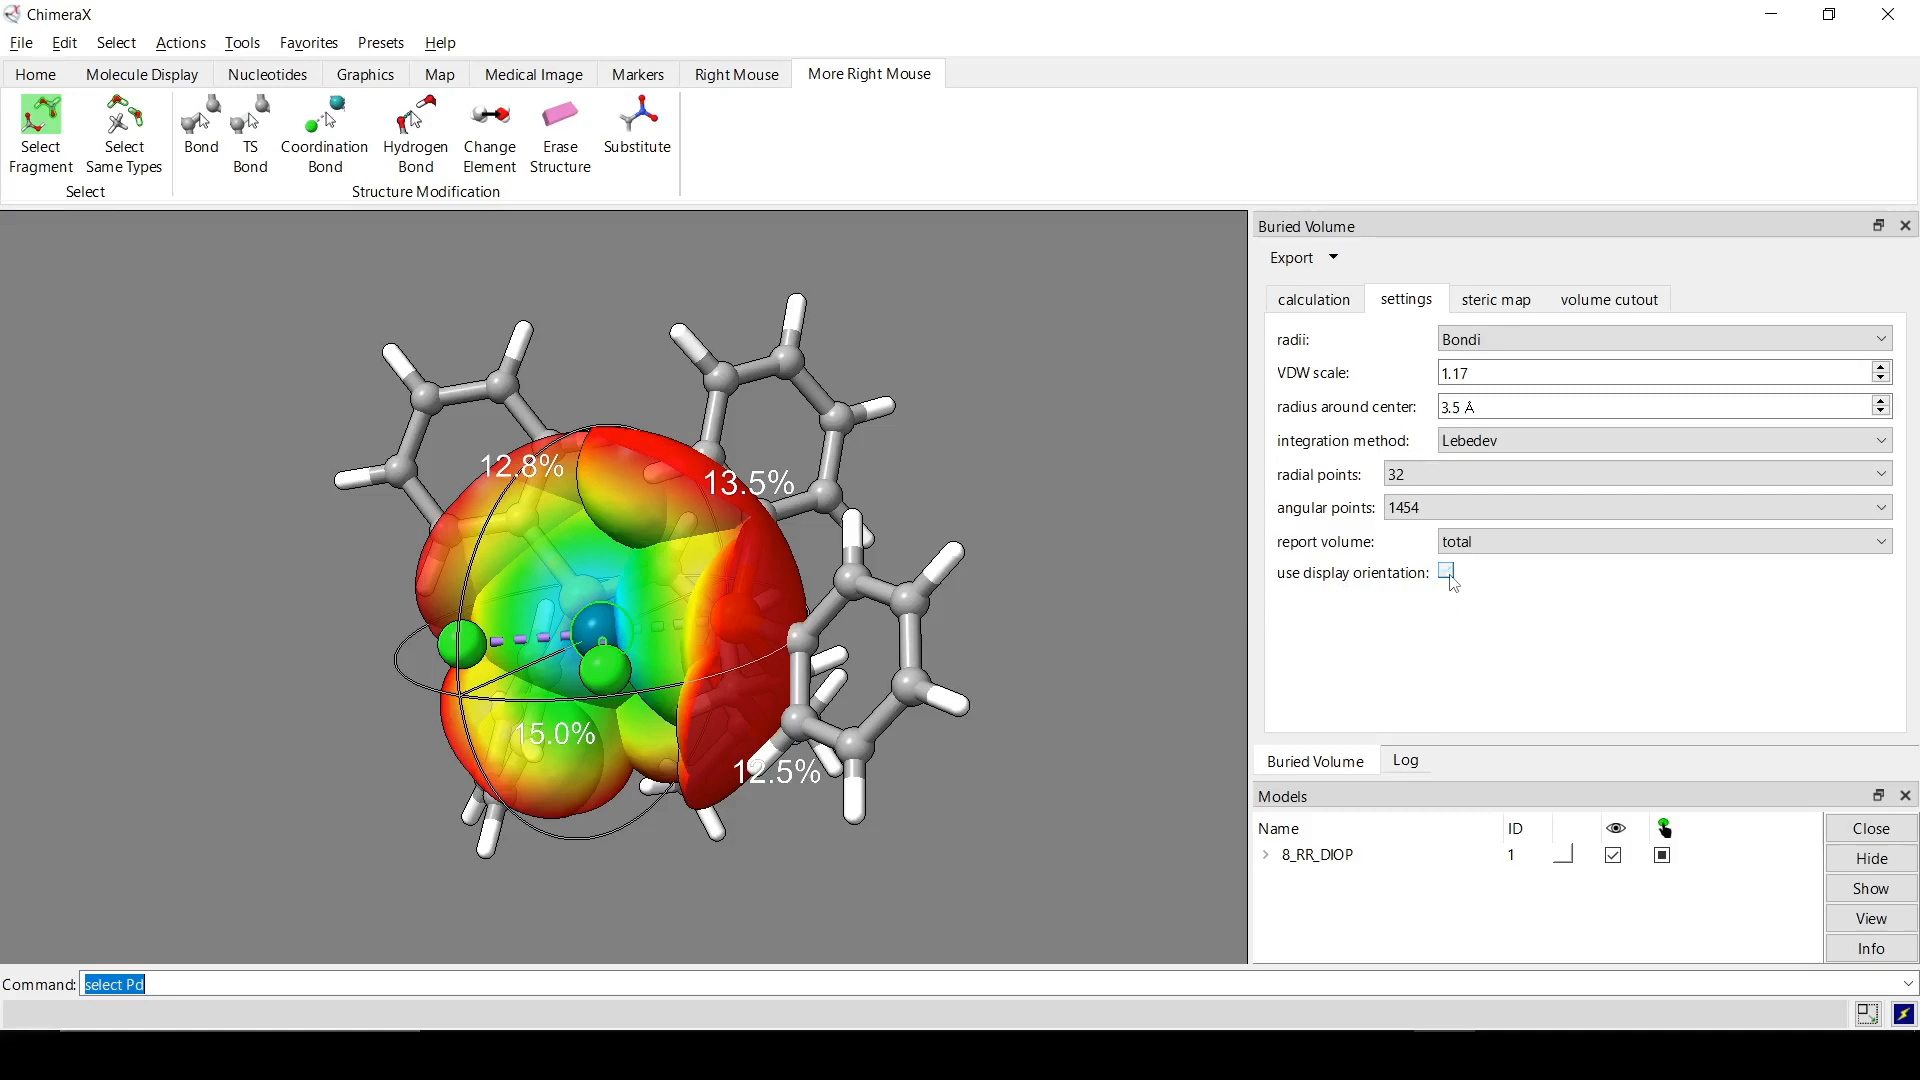 ChimeraX
File Edit Select Actions Tools Favorites Presets Help
Home Molecule Display Nucleotides Graphics Map Medical Image Markers Right Mouse More Right Mouse
Select Fragment
Select Same Types
Select
Bond
TS Bond
Coordination Bond
Hydrogen Bond
Change Element
Erase Structure
Substitute
Structure Modification
12.8%
13.5%
15.0%
12.5%
Buried Volume
Export
calculation settings steric map volume cutout
radii: Bondi
VDW scale: 1.17
radius around center: 3.5 Å
integration method: Lebedev
radial points: 32
angular points: 1454
report volume: total
use display orientation:
Buried Volume Log
Models
Name ID
8_RR_DIOP 1
Close
Hide
Show
View
Info
Command: select Pd